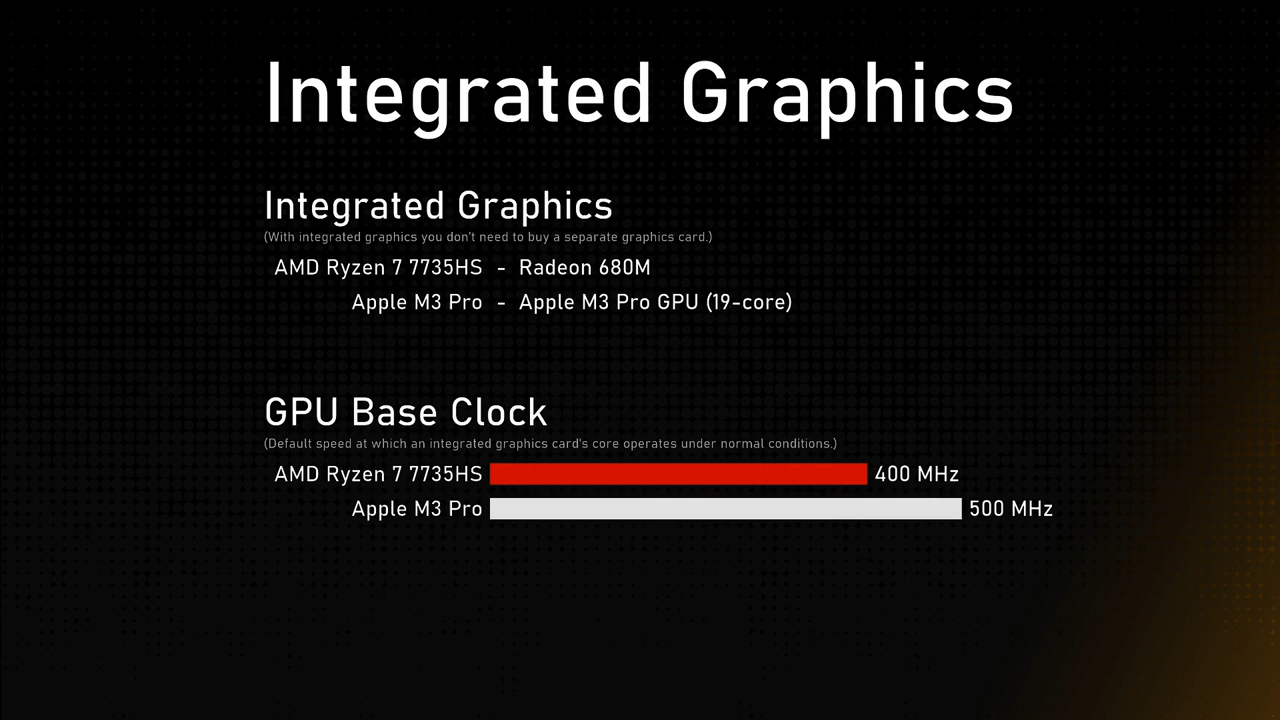 Integrated Graphics
Integrated Graphics
(With integrated graphics you don't need to buy a separate graphics card.)
AMD Ryzen 7 7735HS - Radeon 680M
Apple M3 Pro - Apple M3 Pro GPU (19-core)
GPU Base Clock
(Default speed at which an integrated graphics card's core operates under normal conditions.)
AMD Ryzen 7 7735HS 400 MHz
Apple M3 Pro 500 MHz